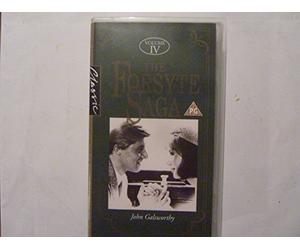 VOLUME
IV
THE
FORSYTE
SAGA
PG
Classic
John Galsworthy